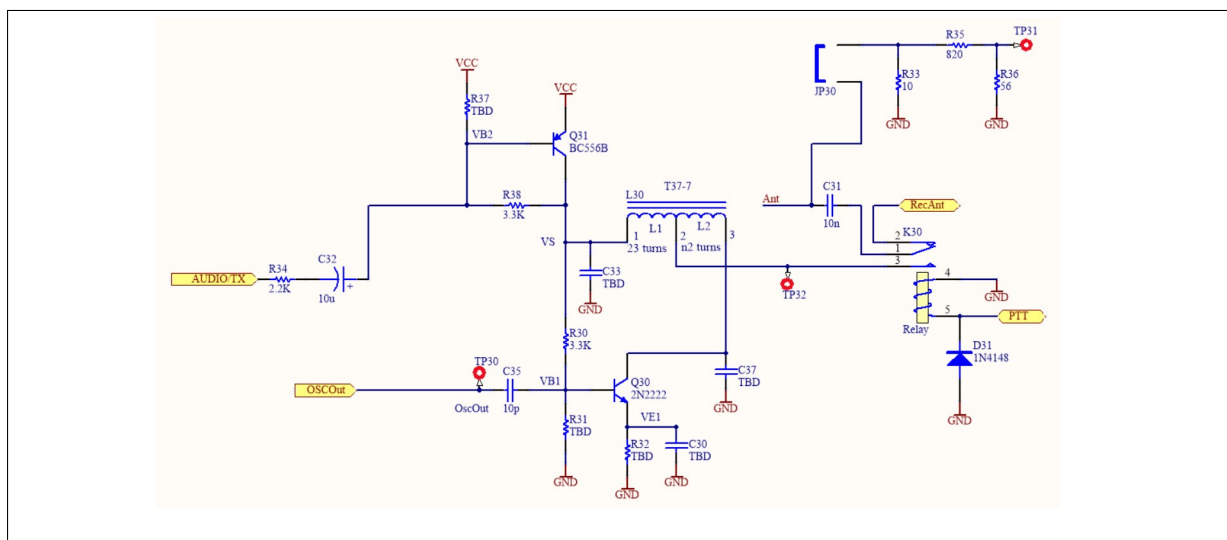 TP31
R35
820
R33
10
R36
56
JP30
GND
GND
VCC
VCC
R37
TBD
VB2
Q31
BC556B
R38
3.3K
L30
T37-7
L1
L2
1
2
3
23 turns
n2 turns
Ant
C31
10n
RecAnt
2
K30
1
3
VS
C33
TBD
GND
TP32
AUDIO/TX
R34
2.2K
C32
10u
+
4
GND
5
PTT
Relay
D31
1N4148
GND
R30
3.3K
TP30
OSCOut
OscOut
C35
10p
VB1
Q30
2N2222
C37
TBD
GND
R31
TBD
VE1
R32
TBD
C30
TBD
GND
GND
GND